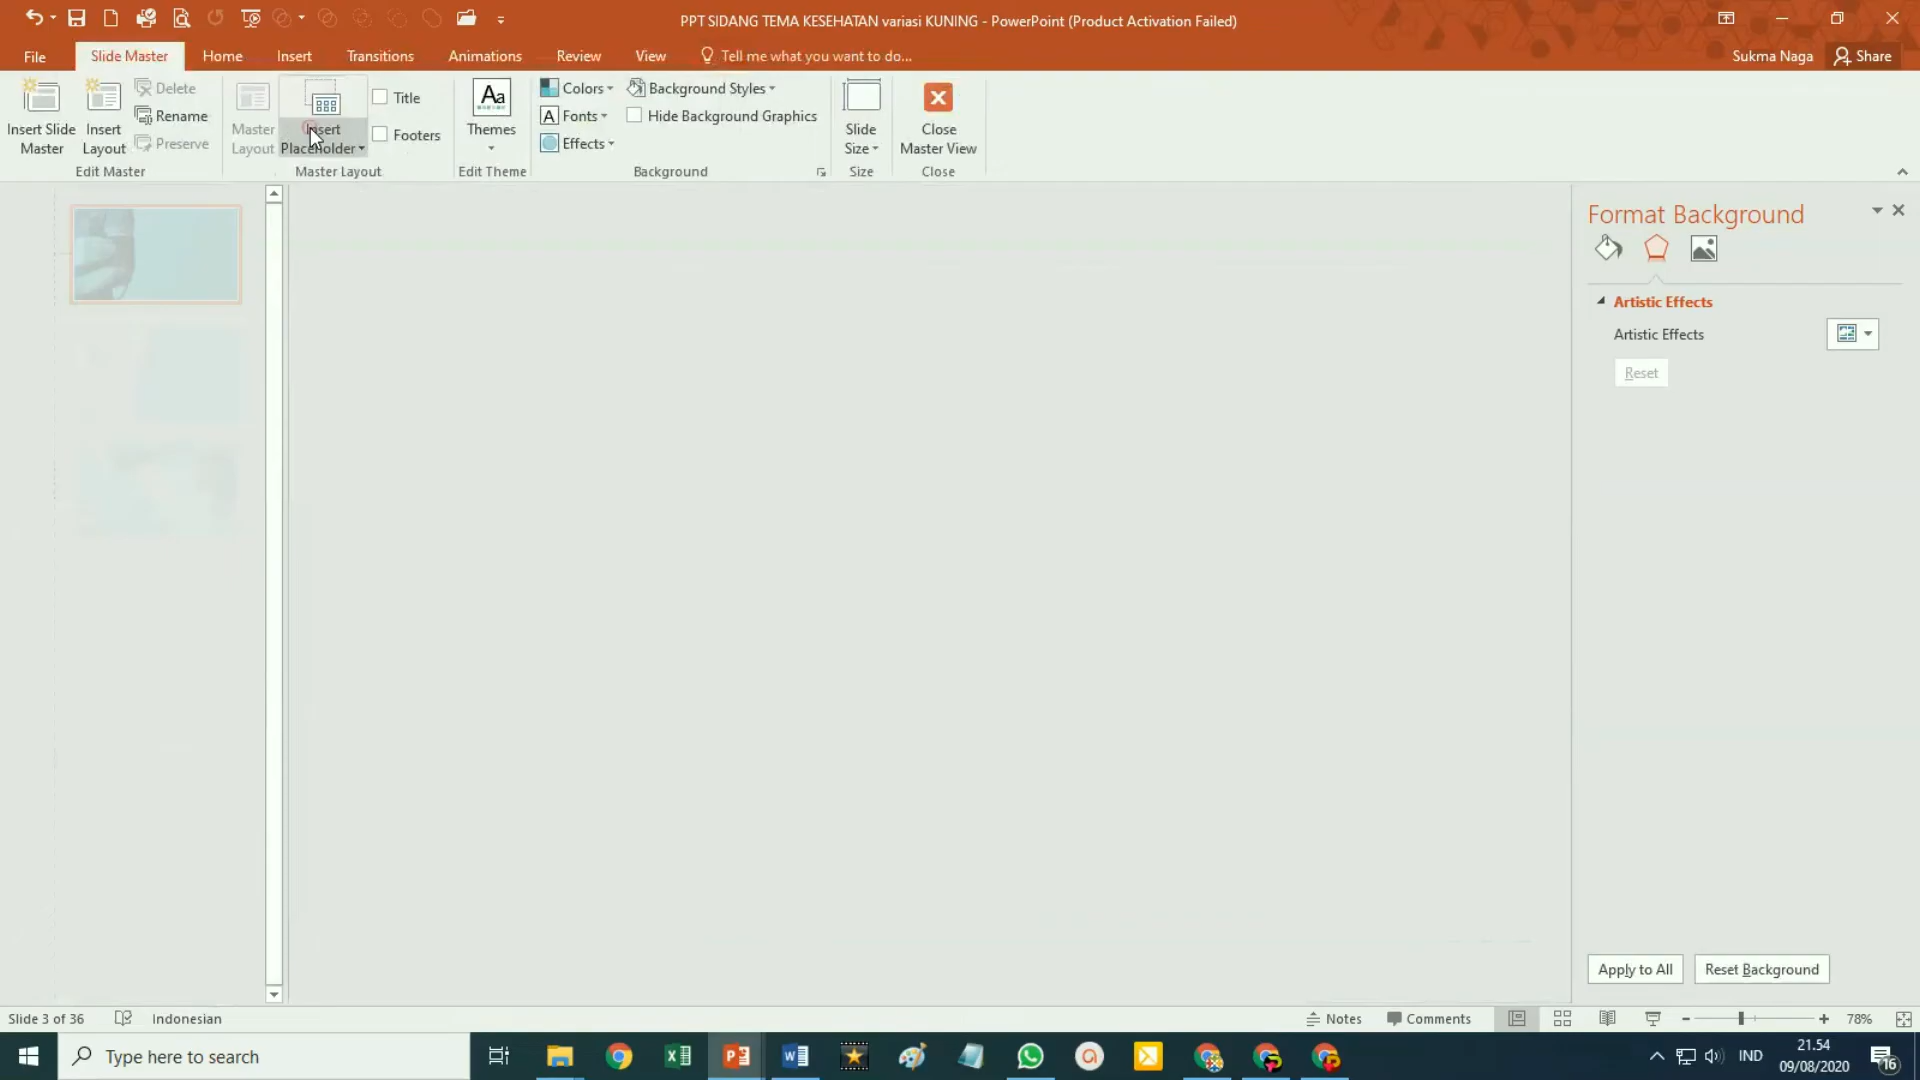 PPT SIDANG TEMA KESEHATAN variasi KUNING - PowerPoint (Product Activation Failed)
File Slide Master Home Insert Transitions Animations Review View Tell me what you want to do... Sukma Naga Share
Insert Slide Master
Insert Layout
Delete
Rename
Preserve
Edit Master
Master Layout
Insert Placeholder
Title
Footers
Master Layout
Aa
Themes
Edit Theme
Colors
A Fonts
Effects
Background Styles
Hide Background Graphics
Background
Slide Size
Size
Close Master View
Close
Format Background
Artistic Effects
Artistic Effects
Reset
Apply to All Reset Background
Slide 3 of 36 Indonesian Notes Comments 78%
Type here to search
IND
21.54
09/08/2020
16